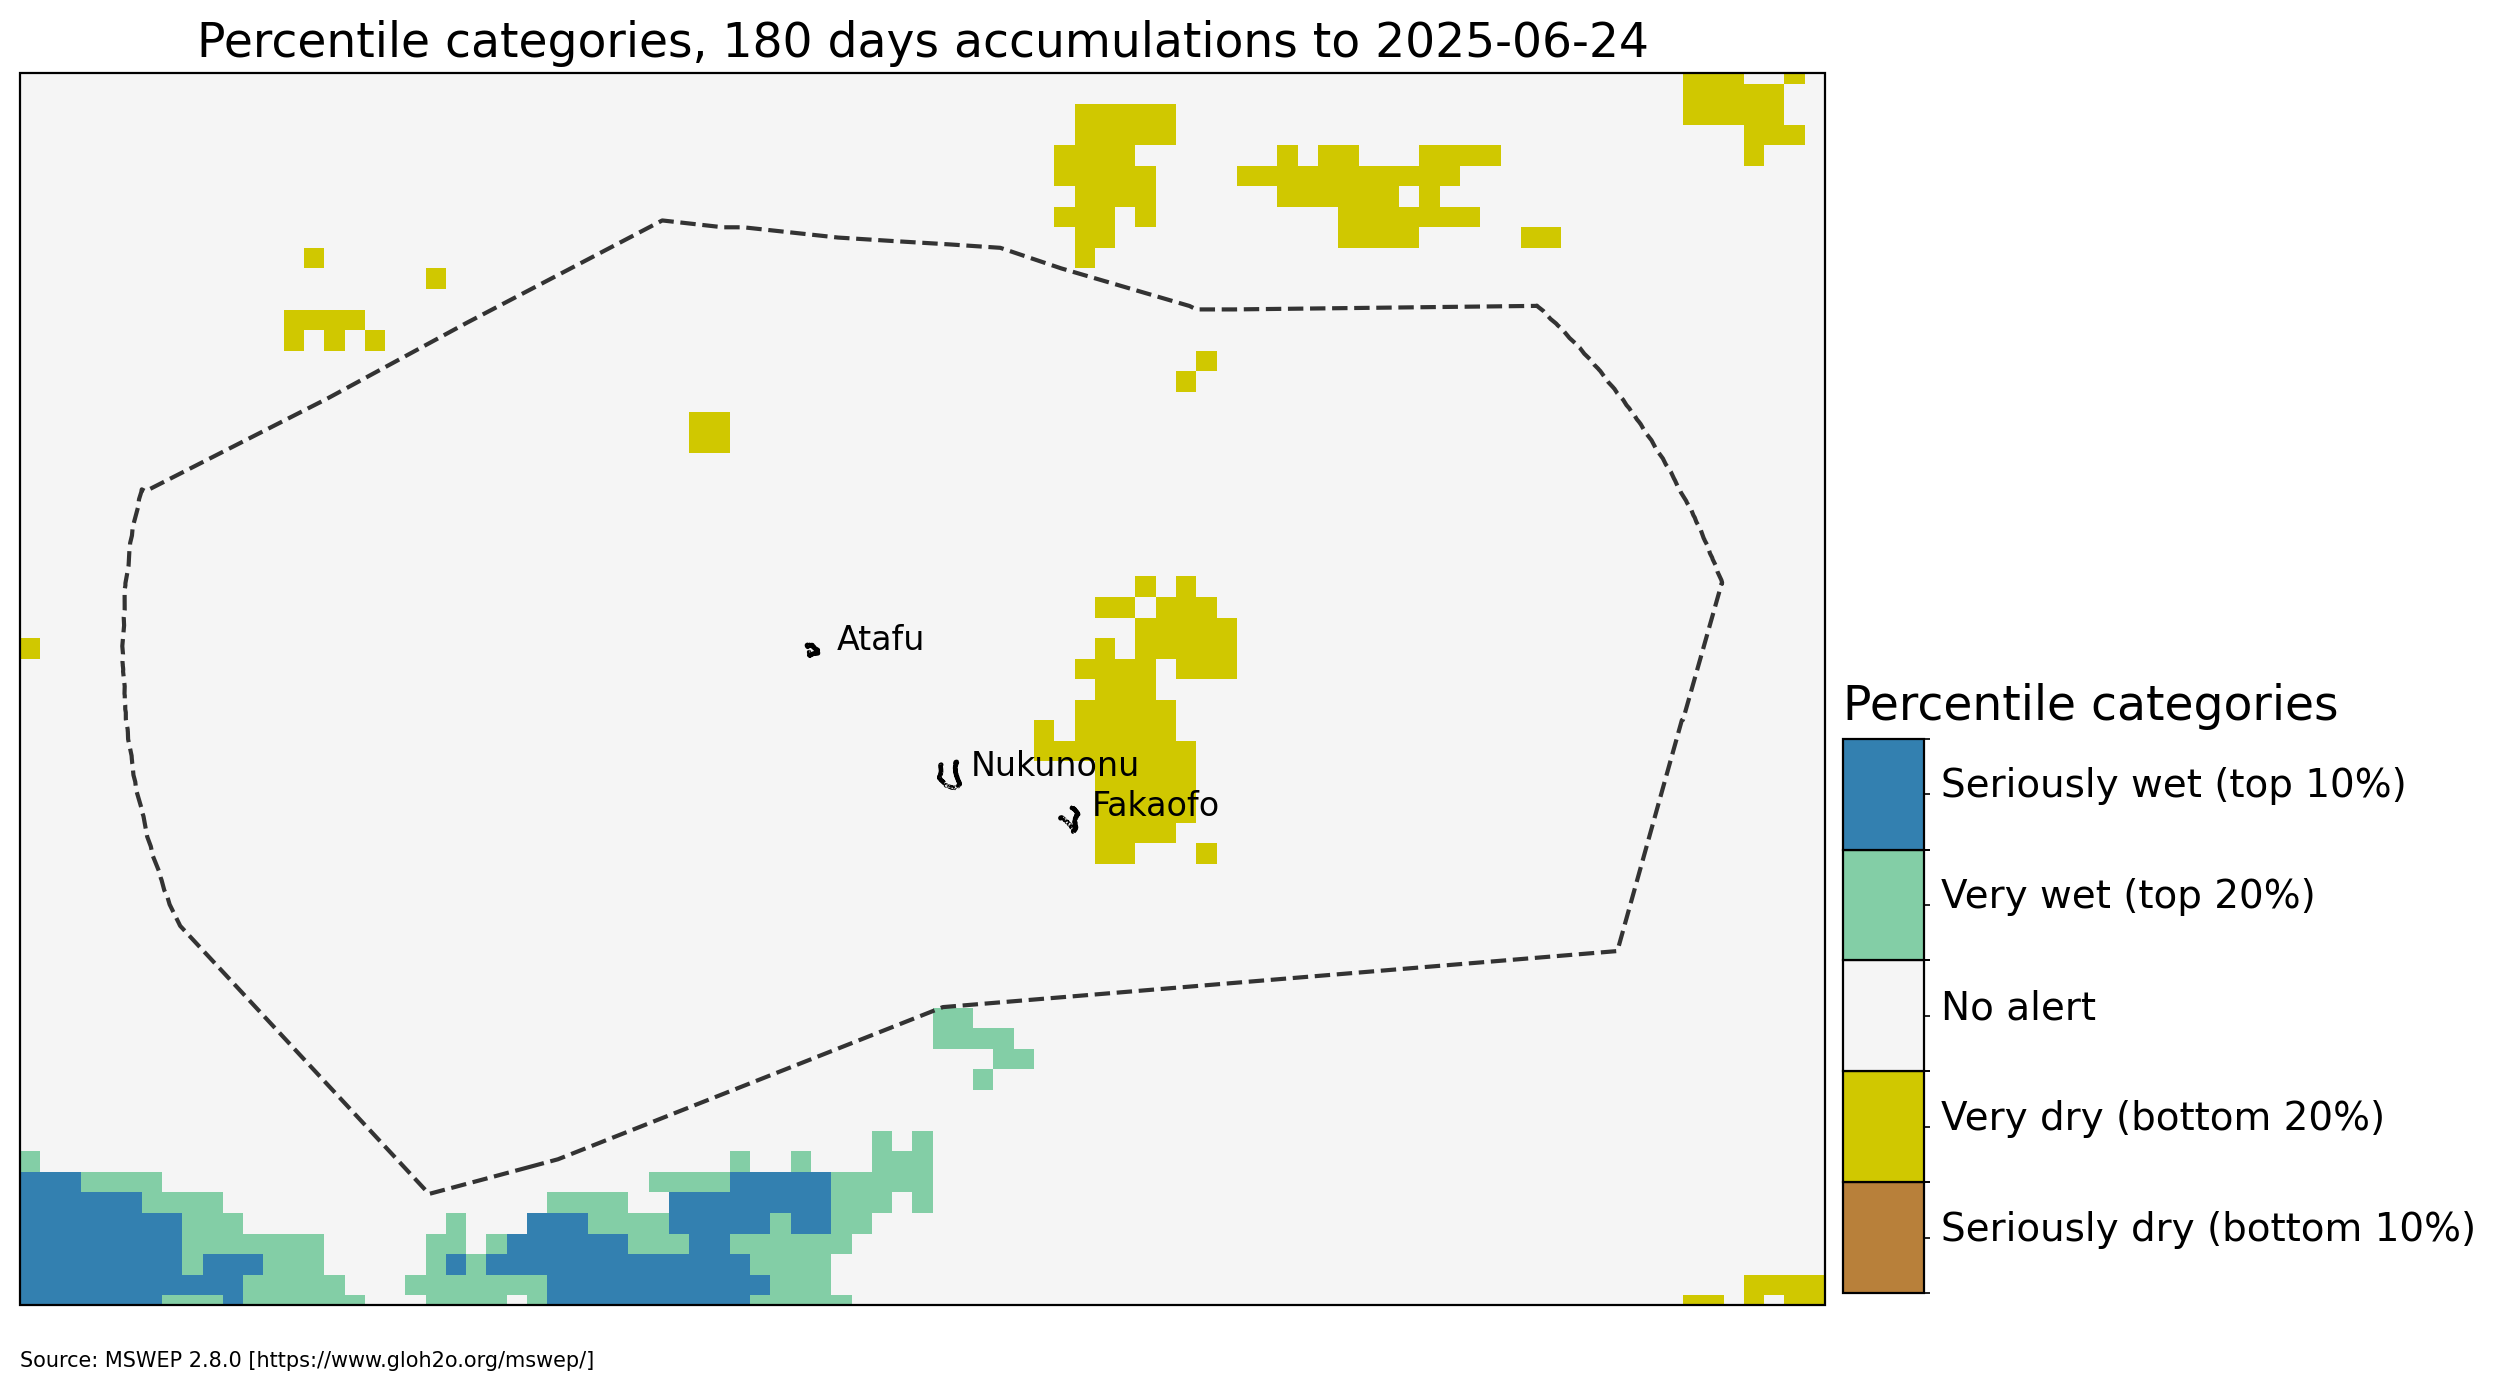 Percentile categories, 180 days accumulations to 2025-06-24
Atafu
Nukunonu
Fakaofo
Percentile categories
Seriously wet (top 10%)
Very wet (top 20%)
No alert
Very dry (bottom 20%)
Seriously dry (bottom 10%)
Source: MSWEP 2.8.0 [https://www.gloh2o.org/mswep/]